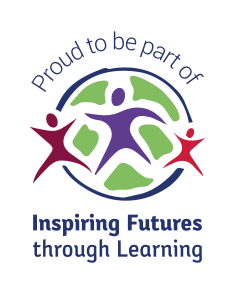 Proud to be part of
Inspiring Futures
through Learning